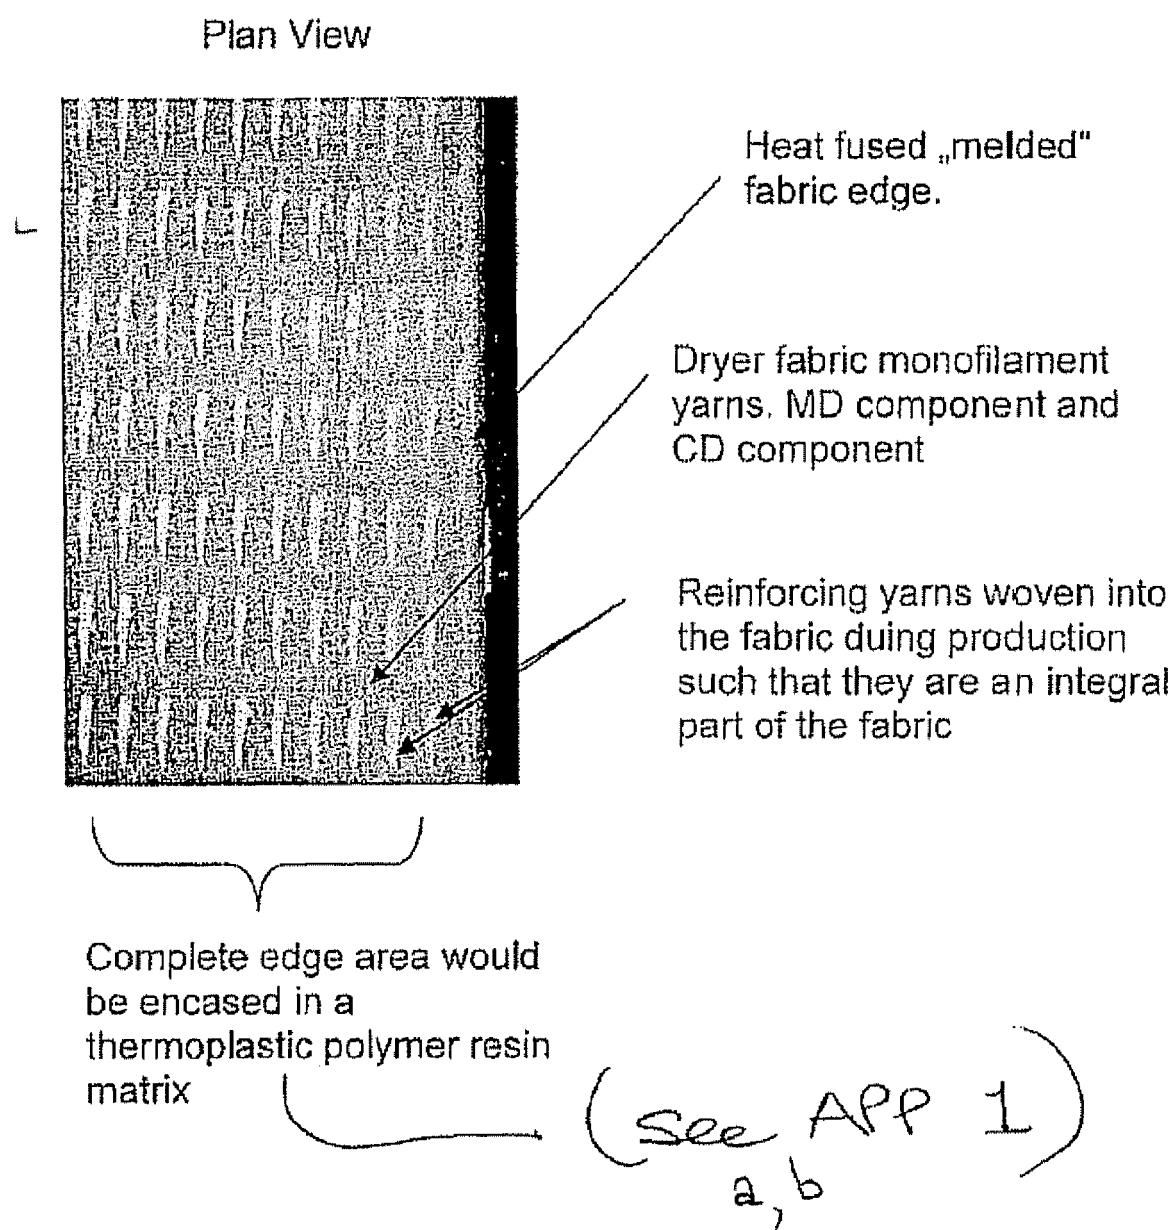 Plan View
Heat fused „melded"
fabric edge.
Dryer fabric monofilament
yarns. MD component and
CD component
Reinforcing yarns woven into
the fabric duing production
such that they are an integral
part of the fabric
Complete edge area would
be encased in a
thermoplastic polymer resin
matrix
(see APP 1)
a, b